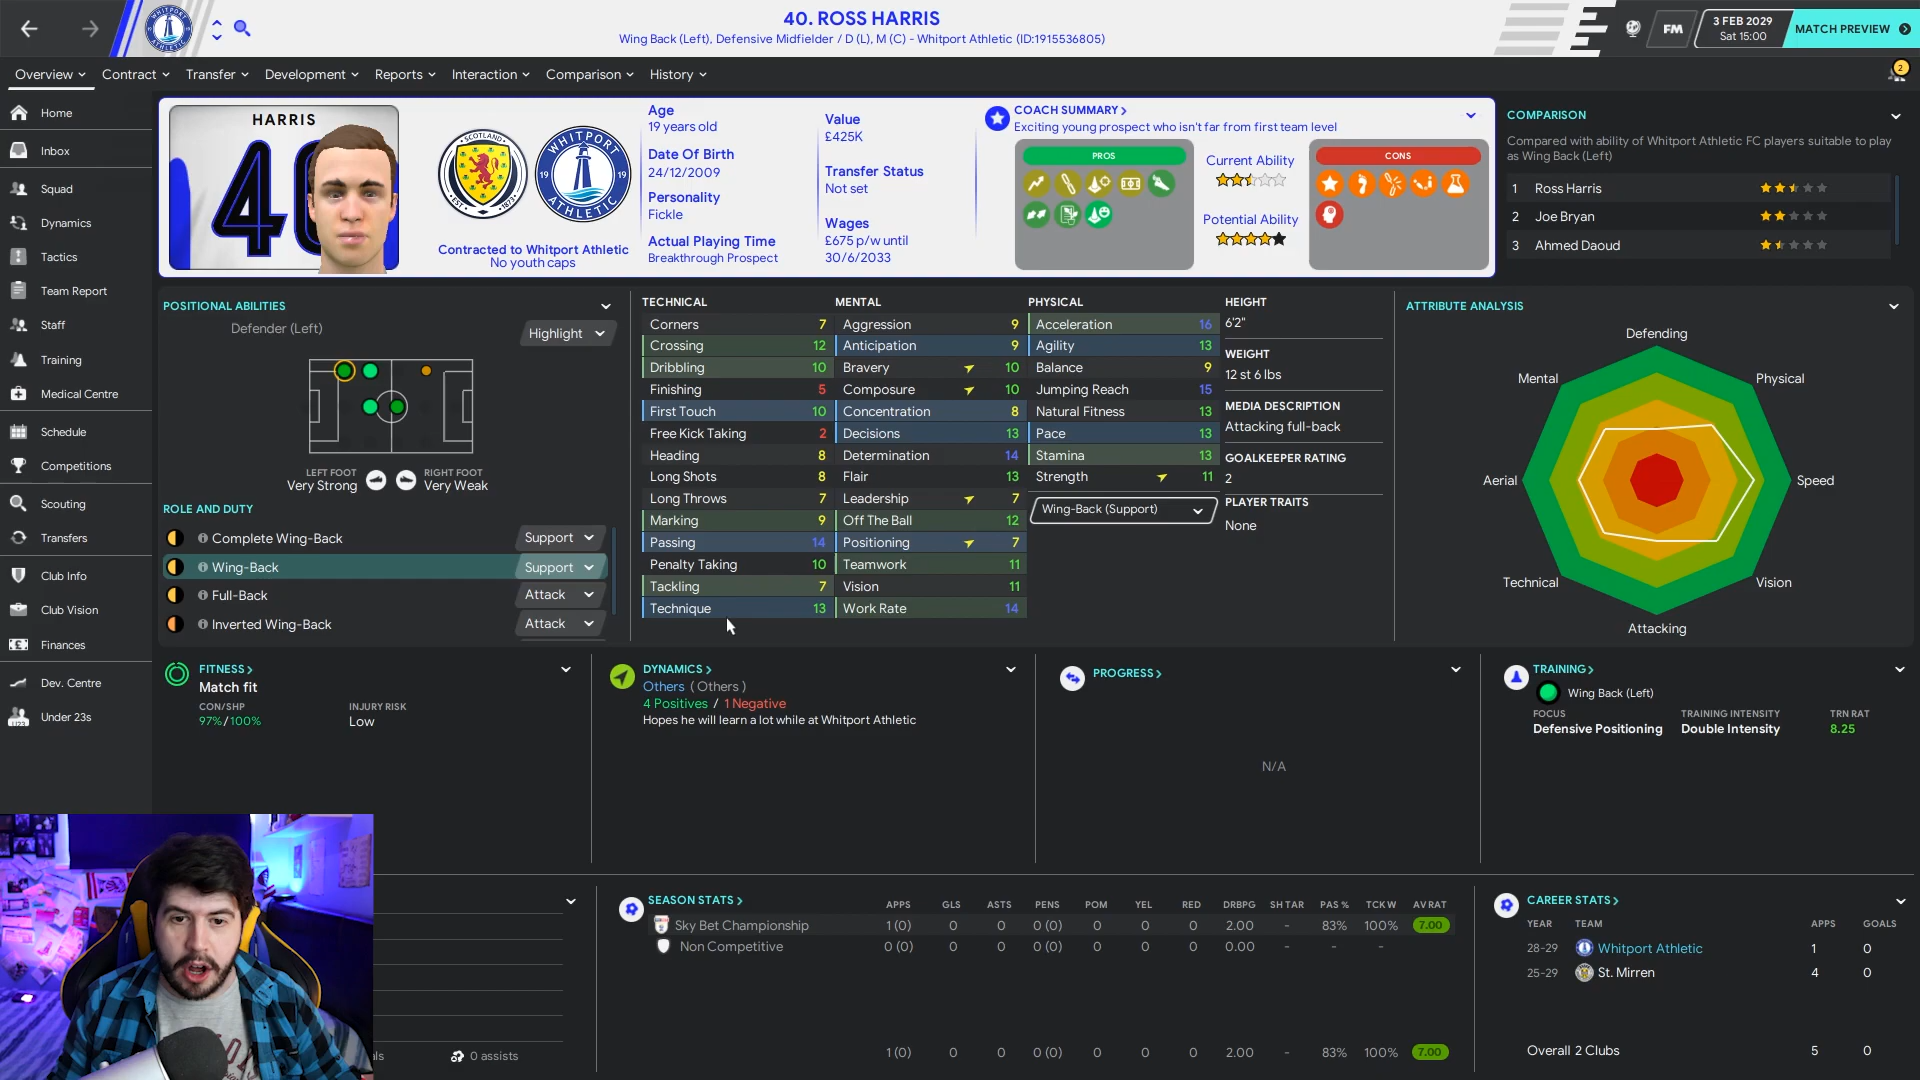 40. ROSS HARRIS
Wing Back (Left), Defensive Midfielder / D (L), M (C) - Whitport Athletic (ID:1915536805)
FM
3 FEB 2029
Sat 15:00
MATCH PREVIEW
Overview
Contract
Transfer
Development
Reports
Interaction
Comparison
History
2
Home
Inbox
Squad
Dynamics
Tactics
Team Report
Staff
Training
Medical Centre
Schedule
Competitions
Scouting
Transfers
Club Info
Club Vision
Finances
Dev. Centre
U23
Under 23s
HARRIS
40
SCOTLAND
EST 1873
WHITPORT
19 19
ATHLETIC
Contracted to Whitport Athletic
No youth caps
Age
19 years old
Date Of Birth
24/12/2009
Personality
Fickle
Actual Playing Time
Breakthrough Prospect
Value
£425K
Transfer Status
Not set
Wages
£675 p/w until
30/6/2033
COACH SUMMARY >
Exciting young prospect who isn't far from first team level
PROS
Current Ability
Potential Ability
CONS
COMPARISON
Compared with ability of Whitport Athletic FC players suitable to play
as Wing Back (Left)
1 Ross Harris
2 Joe Bryan
3 Ahmed Daoud
POSITIONAL ABILITIES
Defender (Left)
Highlight
LEFT FOOT
Very Strong
RIGHT FOOT
Very Weak
ROLE AND DUTY
Complete Wing-Back Support
Wing-Back Support
Full-Back Attack
Inverted Wing-Back Attack
TECHNICAL
Corners 7
Crossing 12
Dribbling 10
Finishing 5
First Touch 10
Free Kick Taking 2
Heading 8
Long Shots 8
Long Throws 7
Marking 9
Passing 14
Penalty Taking 10
Tackling 7
Technique 13
MENTAL
Aggression 9
Anticipation 9
Bravery 10
Composure 10
Concentration 8
Decisions 13
Determination 14
Flair 13
Leadership 7
Off The Ball 12
Positioning 7
Teamwork 11
Vision 11
Work Rate 14
PHYSICAL
Acceleration 16
Agility 13
Balance 9
Jumping Reach 15
Natural Fitness 13
Pace 13
Stamina 13
Strength 11
Wing-Back (Support)
HEIGHT
6'2"
WEIGHT
12 st 6 lbs
MEDIA DESCRIPTION
Attacking full-back
GOALKEEPER RATING
2
PLAYER TRAITS
None
ATTRIBUTE ANALYSIS
Defending
Mental
Physical
Aerial
Speed
Technical
Vision
Attacking
FITNESS >
Match fit
CON/SHP
97% / 100%
INJURY RISK
Low
DYNAMICS >
Others ( Others )
4 Positives / 1 Negative
Hopes he will learn a lot while at Whitport Athletic
PROGRESS >
N/A
TRAINING >
Wing Back (Left)
FOCUS
Defensive Positioning
TRAINING INTENSITY
Double Intensity
TRN RAT
8.25
als
0 assists
SEASON STATS > APPS GLS ASTS PENS POM YEL RED DRBPG SH TAR PAS % TCK W AV RAT
Sky Bet Championship 1 (0) 0 0 0 (0) 0 0 0 2.00 - 83% 100% 7.00
Non Competitive 0 (0) 0 0 0 (0) 0 0 0 0.00 - - - 
1 (0) 0 0 0 (0) 0 0 0 2.00 - 83% 100% 7.00
CAREER STATS >
YEAR TEAM APPS GOALS
28-29 Whitport Athletic 1 0
25-29 St. Mirren 4 0
Overall 2 Clubs 5 0